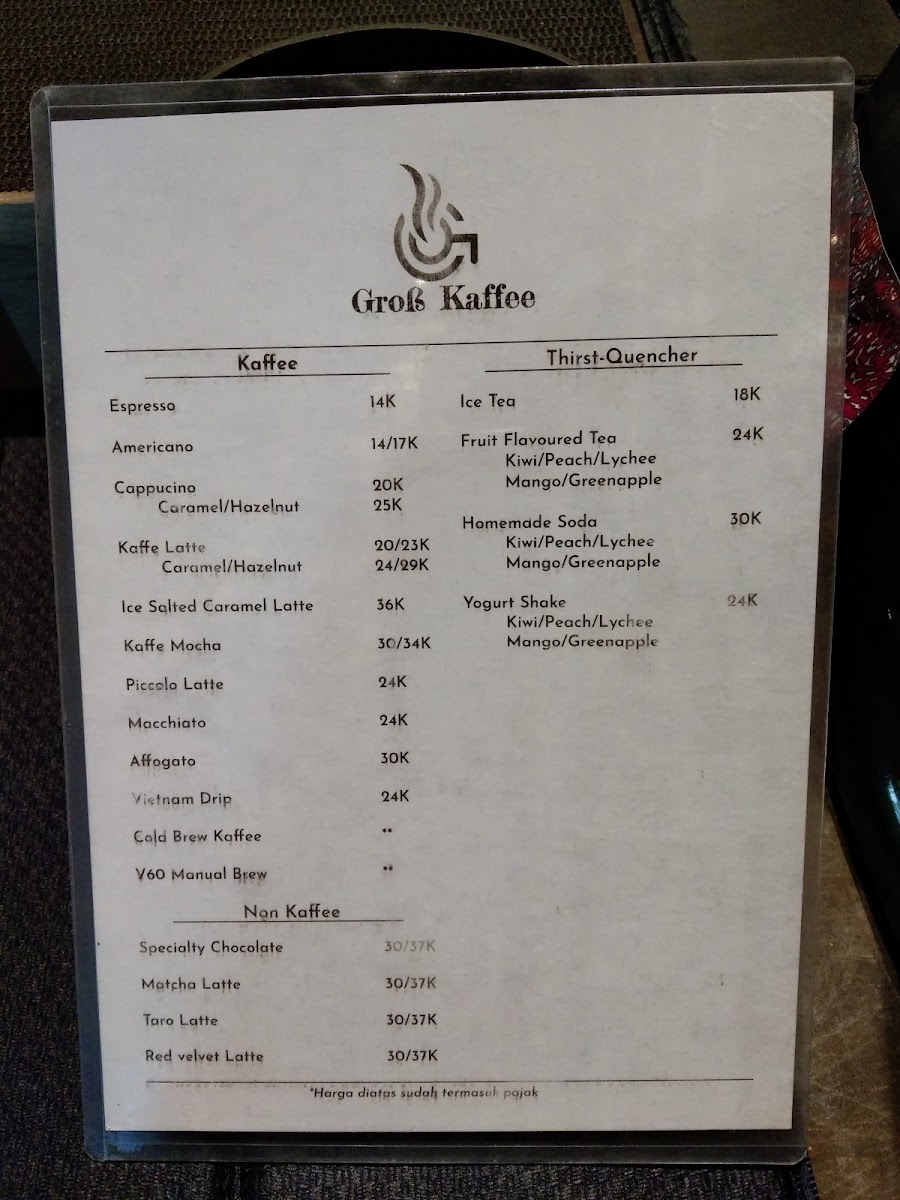 Groß Kaffee
Kaffee
Espresso 14K
Americano 14/17K
Cappucino 20K
Caramel/Hazelnut 25K
Kaffe Latte 20/23K
Caramel/Hazelnut 24/29K
Ice Salted Caramel Latte 36K
Kaffe Mocha 30/34K
Piccolo Latte 24K
Macchiato 24K
Affogato 30K
Vietnam Drip 24K
Cold Brew Kaffee **
V60 Manual Brew **
Non Kaffee
Specialty Chocolate 30/37K
Matcha Latte 30/37K
Taro Latte 30/37K
Red velvet Latte 30/37K
Thirst-Quencher
Ice Tea 18K
Fruit Flavoured Tea 24K
Kiwi/Peach/Lychee
Mango/Greenapple
Homemade Soda 30K
Kiwi/Peach/Lychee
Mango/Greenapple
Yogurt Shake 24K
Kiwi/Peach/Lychee
Mango/Greenapple
*Harga diatas sudah termasuk pajak